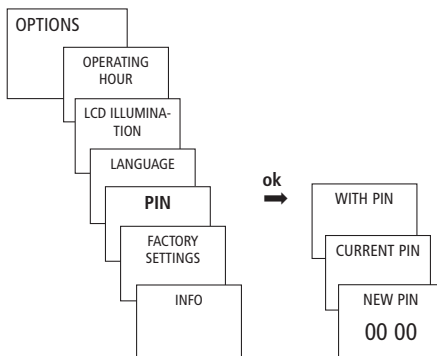 OPTIONS
OPERATING
HOUR
LCD ILLUMINA-
TION
LANGUAGE
PIN
FACTORY
SETTINGS
INFO
ok
WITH PIN
CURRENT PIN
NEW PIN
00 00